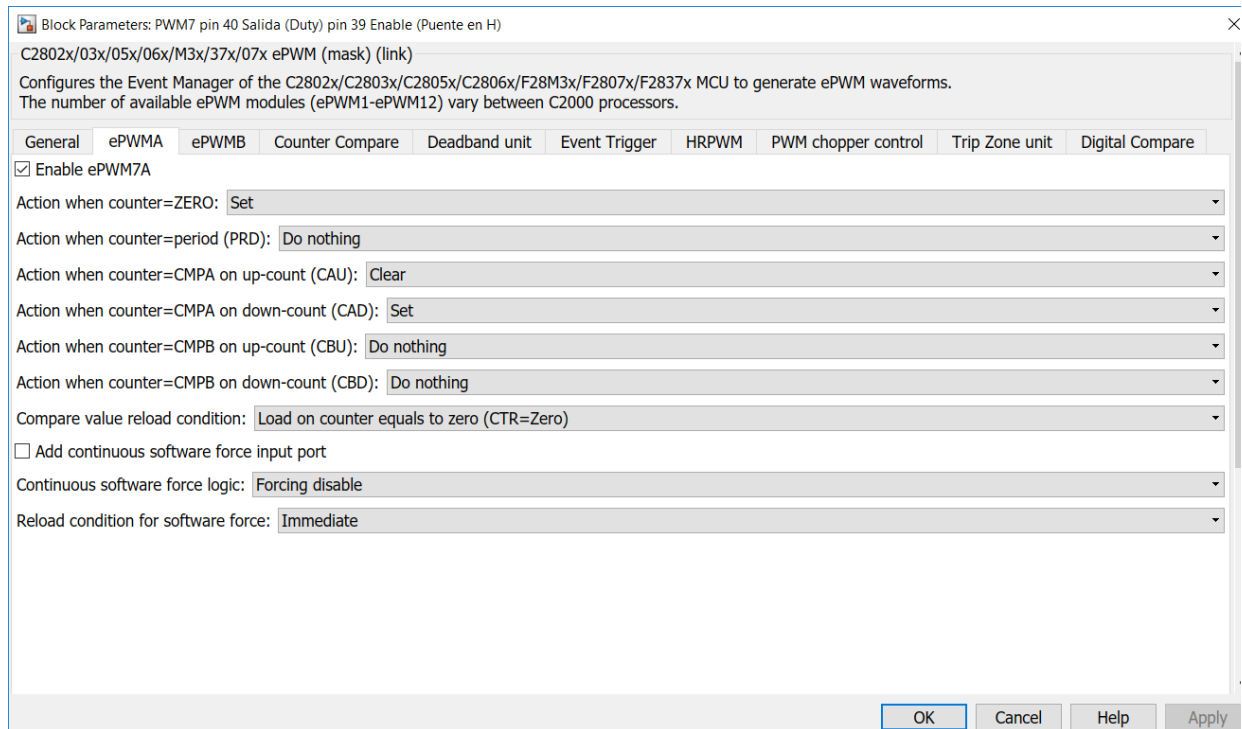 Block Parameters: PWM7 pin 40 Salida (Duty) pin 39 Enable (Puente en H)
C2802x/03x/05x/06x/M3x/37x/07x ePWM (mask) (link)
Configures the Event Manager of the C2802x/C2803x/C2805x/C2806x/F28M3x/F2807x/F2837x MCU to generate ePWM waveforms.
The number of available ePWM modules (ePWM1-ePWM12) vary between C2000 processors.
General ePWMA ePWMB Counter Compare Deadband unit Event Trigger HRPWM PWM chopper control Trip Zone unit Digital Compare
Enable ePWM7A
Action when counter=ZERO: Set
Action when counter=period (PRD): Do nothing
Action when counter=CMPA on up-count (CAU): Clear
Action when counter=CMPA on down-count (CAD): Set
Action when counter=CMPB on up-count (CBU): Do nothing
Action when counter=CMPB on down-count (CBD): Do nothing
Compare value reload condition: Load on counter equals to zero (CTR=Zero)
Add continuous software force input port
Continuous software force logic: Forcing disable
Reload condition for software force: Immediate
OK Cancel Help Apply